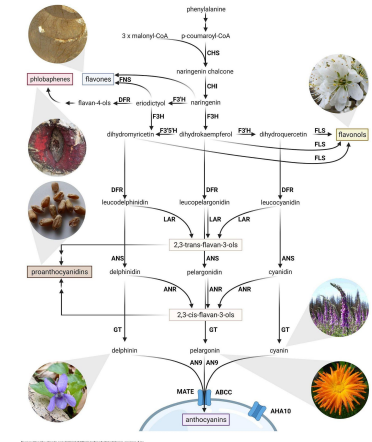 phenylalanine
3 x malonyl-CoA p-coumaroyl-CoA
CHS
naringenin chalcone
CHI
phlobaphenes flavones FNS
flavan-4-ols DFR eriodictyol F3'H naringenin
F3H F3H
dihydromyricetin F3'5'H dihydrokaempferol F3'H dihydroquercetin FLS flavonols
FLS
FLS
DFR DFR DFR
leucodelphinidin leucopelargonidin leucocyanidin
LAR LAR LAR
2,3-trans-flavan-3-ols
ANS ANS ANS
proanthocyanidins delphinidin pelargonidin cyanidin
ANR ANR ANR
2,3-cis-flavan-3-ols
GT GT GT
delphinin pelargonin cyanin
AN9 AN9
MATE ABCC
AHA10
anthocyanins